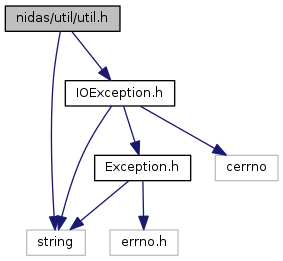 nidas/util/util.h
IOException.h
Exception.h
cerrno
string
errno.h